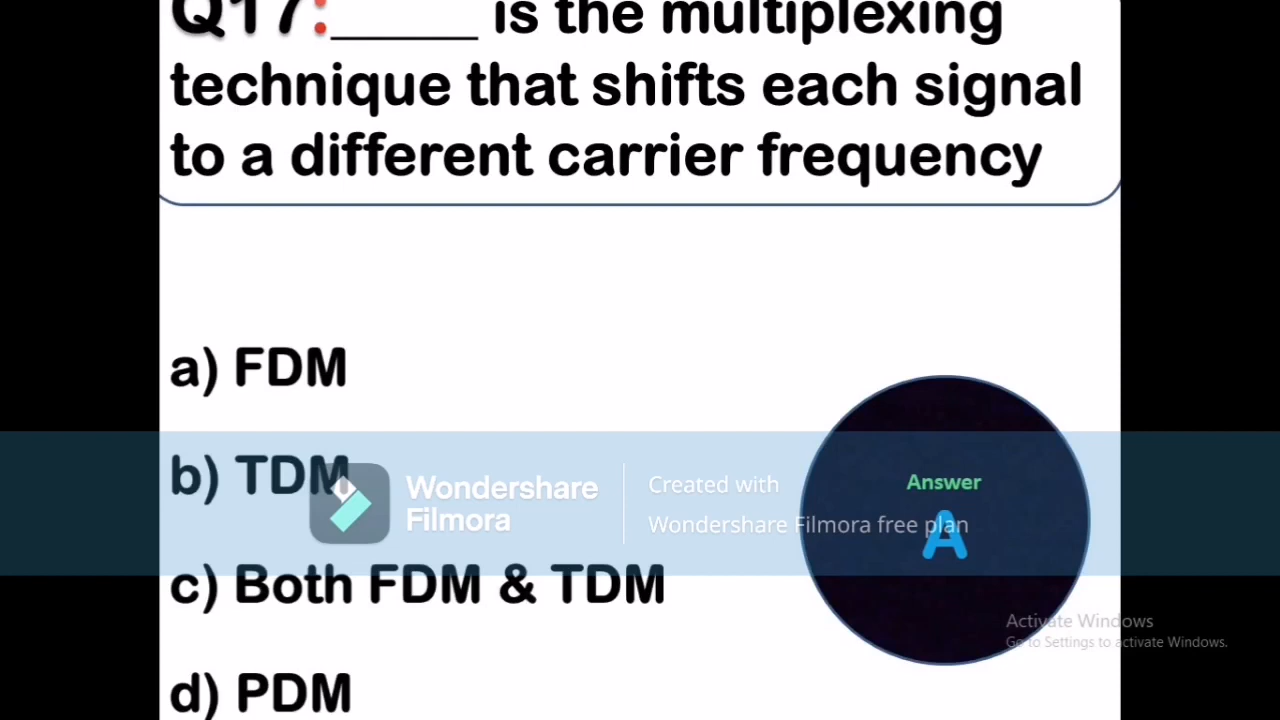 Q17:_____ is the multiplexing
technique that shifts each signal
to a different carrier frequency
a) FDM
b) TDM
c) Both FDM & TDM
d) PDM
Answer
A
Wondershare
Filmora
Created with
Wondershare Filmora free plan
Activate Windows
Go to Settings to activate Windows.